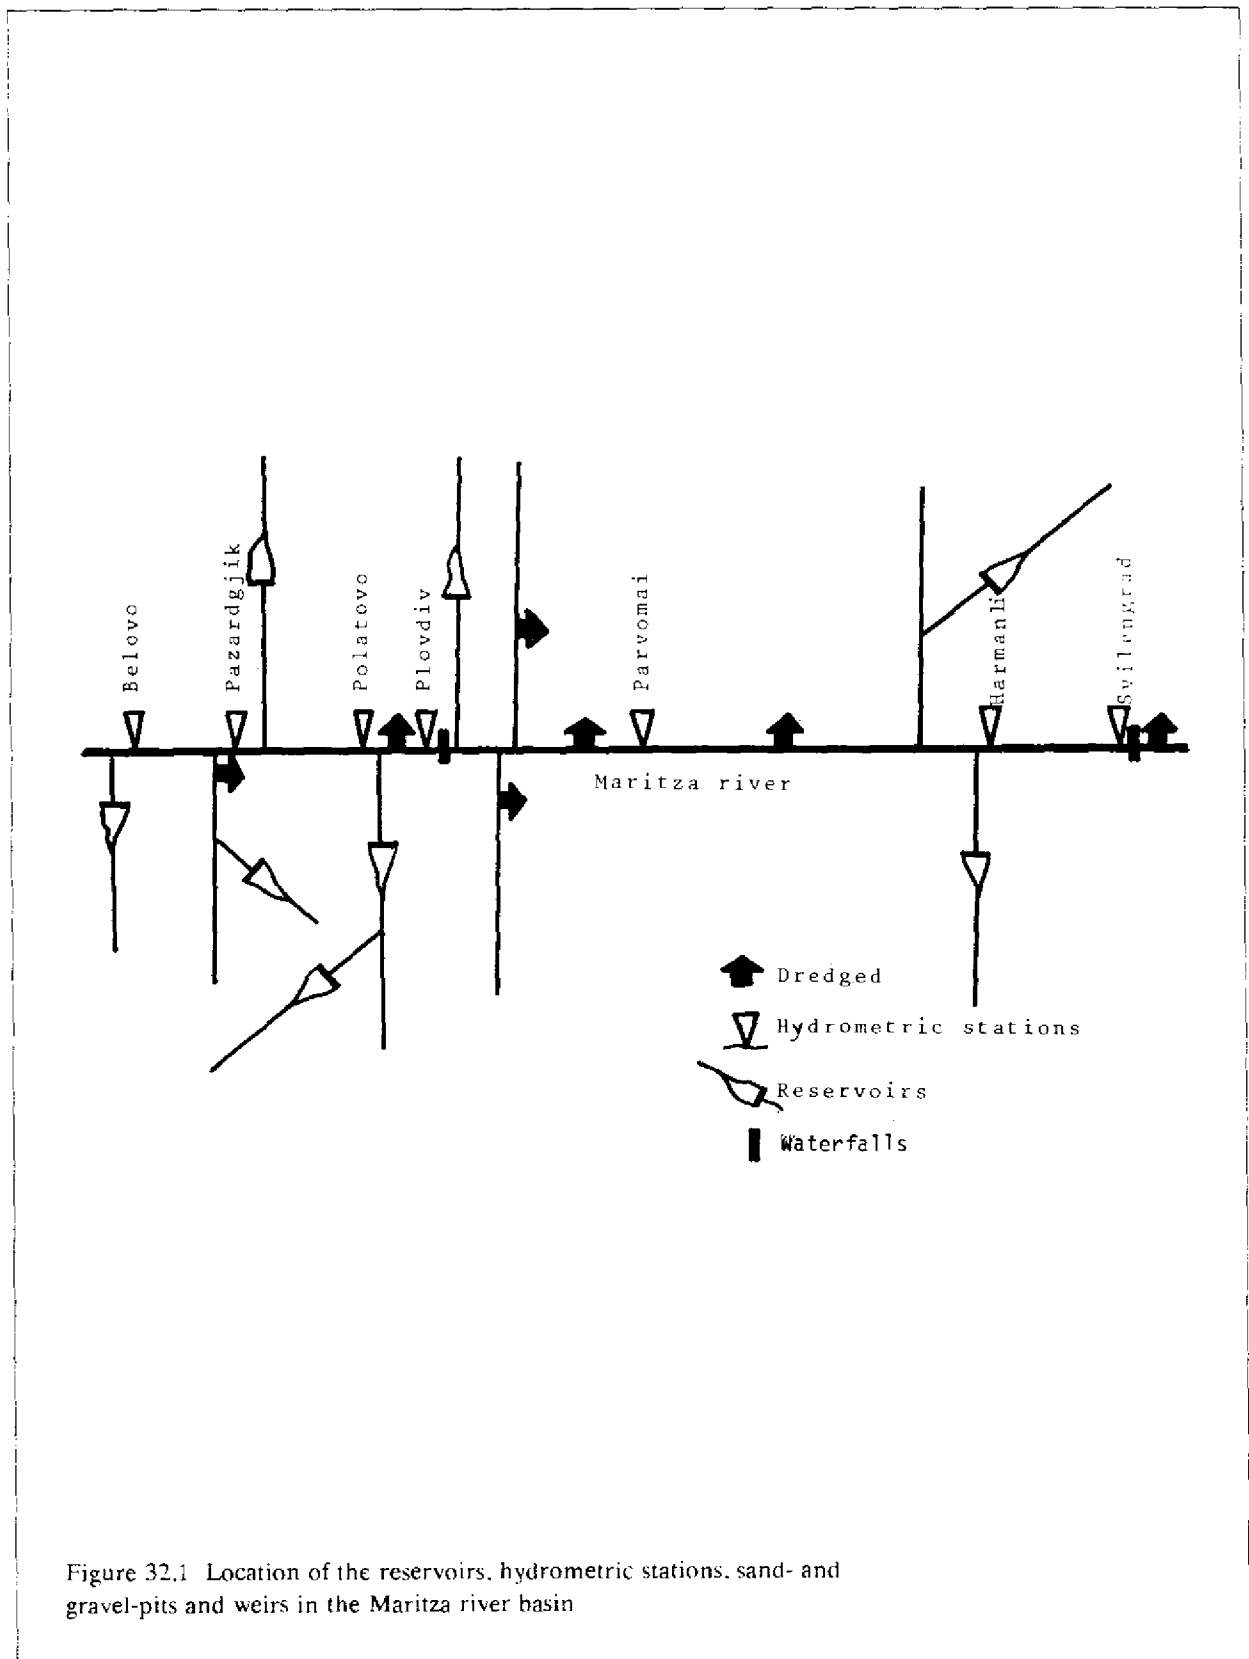 Belovo
Pazardgjik
Polatovo
Plovdiv
Parvomai
Harmanli
Svilengrad
Maritza river
Dredged
Hydrometric stations
Reservoirs
Waterfalls
Figure 32.1 Location of the reservoirs, hydrometric stations, sand- and
gravel-pits and weirs in the Maritza river basin